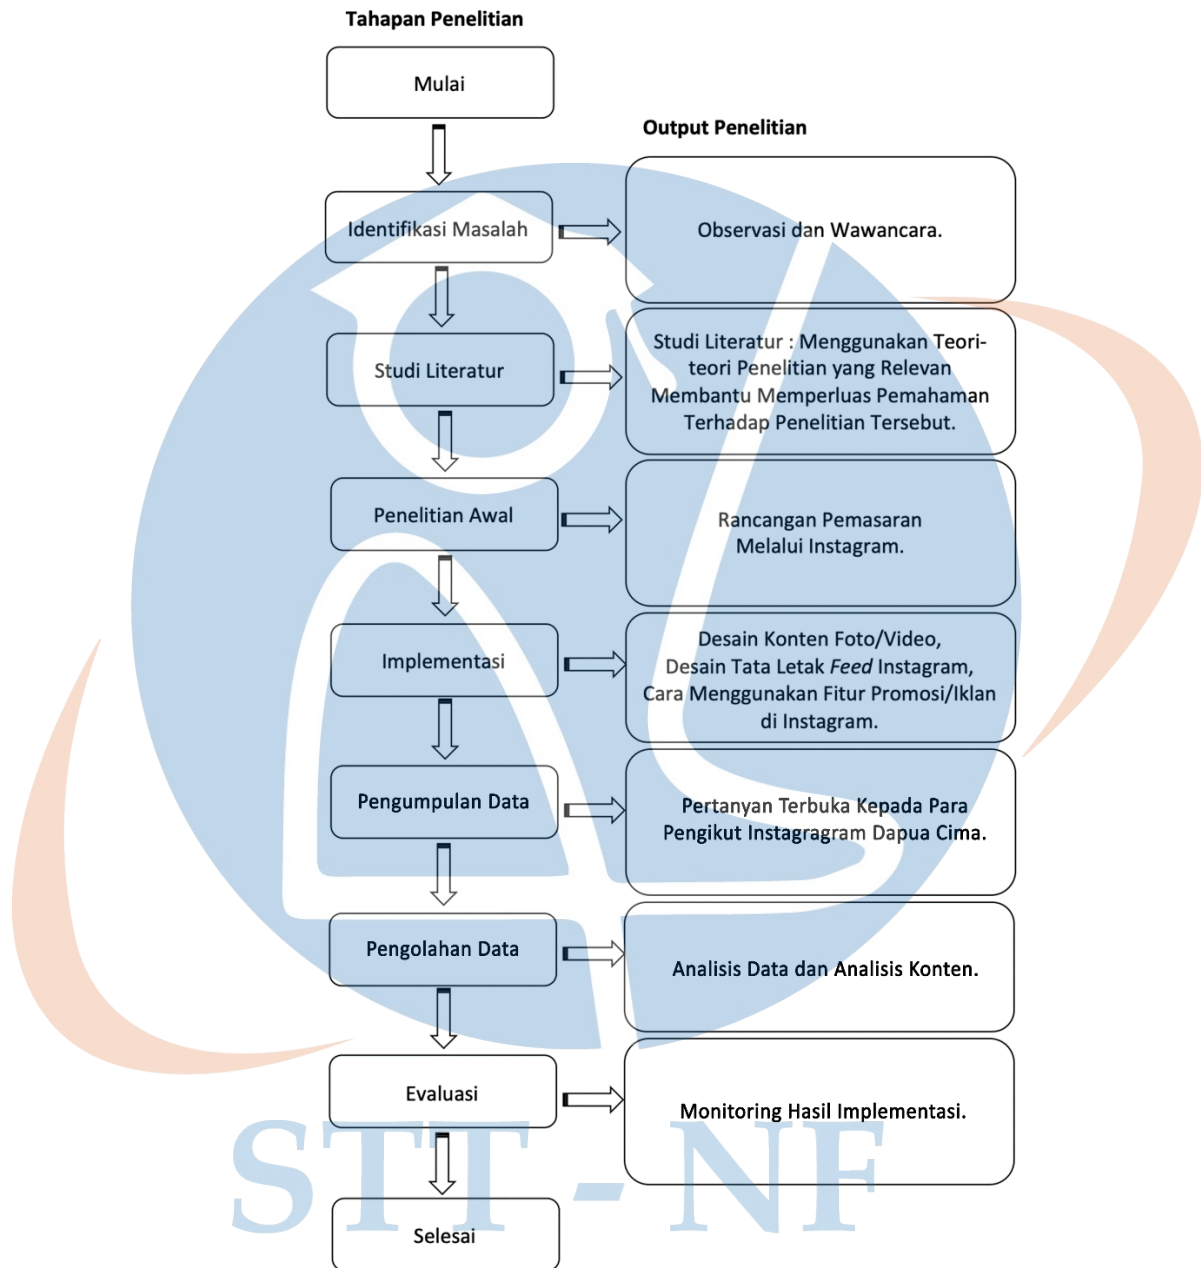 Tahapan Penelitian
Mulai
Output Penelitian
Identifikasi Masalah
Observasi dan Wawancara.
Studi Literatur
Studi Literatur : Menggunakan Teori-
teori Penelitian yang Relevan
Membantu Memperluas Pemahaman
Terhadap Penelitian Tersebut.
Penelitian Awal
Rancangan Pemasaran
Melalui Instagram.
Implementasi
Desain Konten Foto/Video,
Desain Tata Letak Feed Instagram,
Cara Menggunakan Fitur Promosi/Iklan
di Instagram.
Pengumpulan Data
Pertanyan Terbuka Kepada Para
Pengikut Instagragram Dapua Cima.
Pengolahan Data
Analisis Data dan Analisis Konten.
Evaluasi
Monitoring Hasil Implementasi.
STT - NF
Selesai